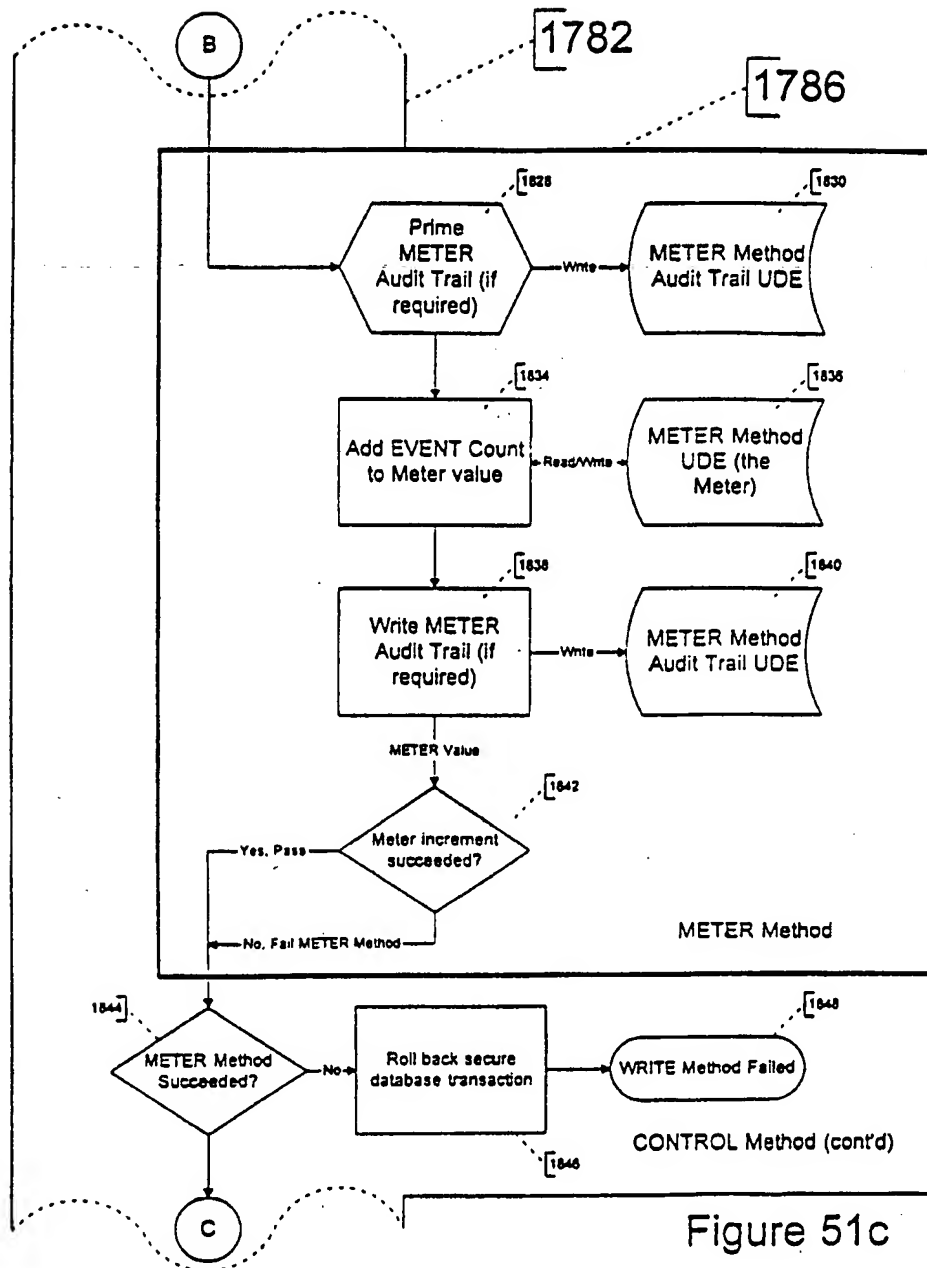 B
1782
1786
1828
Prime
METER
Audit Trail (if
required)
Write
1830
METER Method
Audit Trail UDE
1834
Add EVENT Count
to Meter value
Read/Write
1836
METER Method
UDE (the
Meter)
1838
Write METER
Audit Trail (if
required)
Write
1840
METER Method
Audit Trail UDE
METER Value
1842
Meter increment
succeeded?
Yes, Pass
No, Fail METER Method
METER Method
1844
METER Method
Succeeded?
No
Roll back secure
database transaction
1846
1848
WRITE Method Failed
CONTROL Method (cont'd)
C
Figure 51c